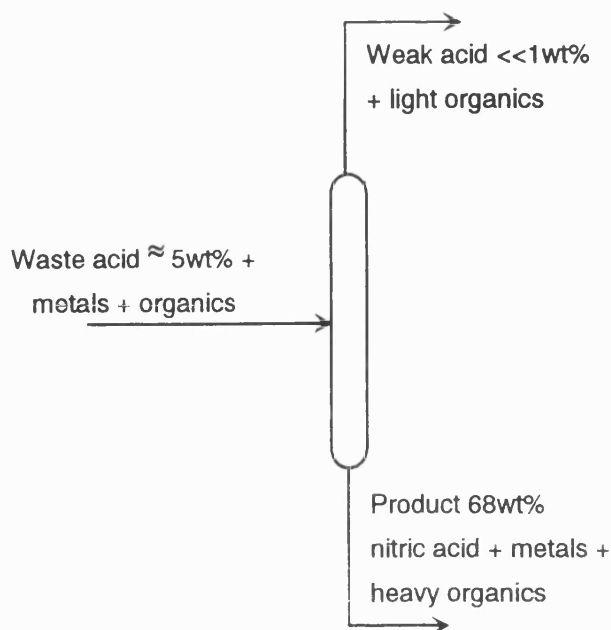 Weak acid <<1wt%
+ light organics
Waste acid ≈ 5wt% +
metals + organics
Product 68wt%
nitric acid + metals +
heavy organics